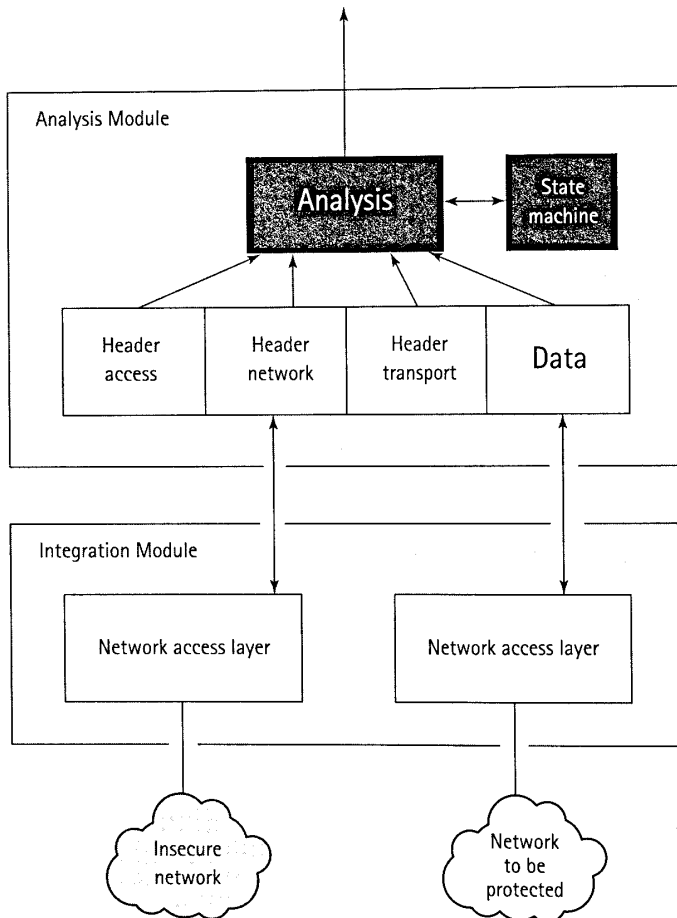 Analysis Module
Analysis
State
machine
Header
access
Header
network
Header
transport
Data
Integration Module
Network access layer
Network access layer
Insecure
network
Network
to be
protected